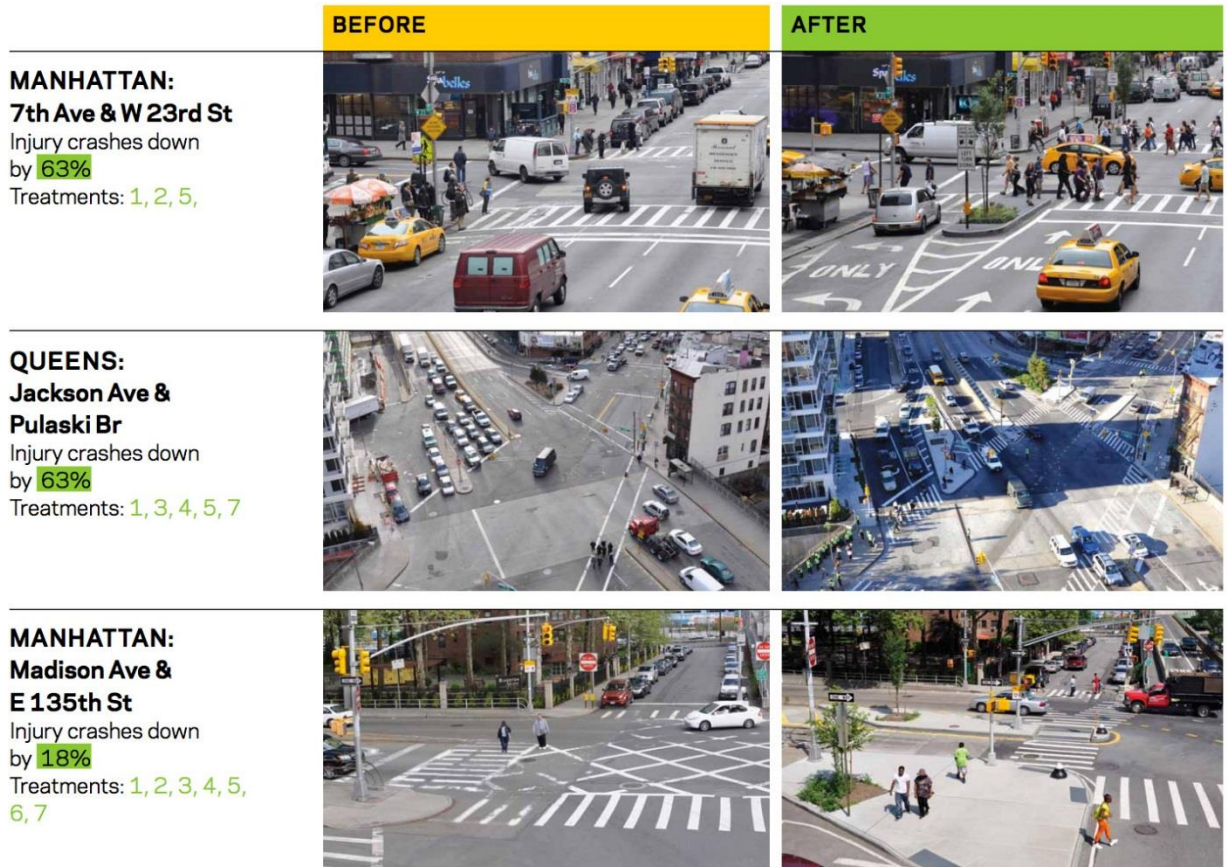 BEFORE
AFTER
MANHATTAN:
7th Ave & W 23rd St
Injury crashes down
by 63%
Treatments: 1, 2, 5,
ONLY
QUEENS:
Jackson Ave &
Pulaski Br
Injury crashes down
by 63%
Treatments: 1, 3, 4, 5, 7
MANHATTAN:
Madison Ave &
E 135th St
Injury crashes down
by 18%
Treatments: 1, 2, 3, 4, 5,
6, 7